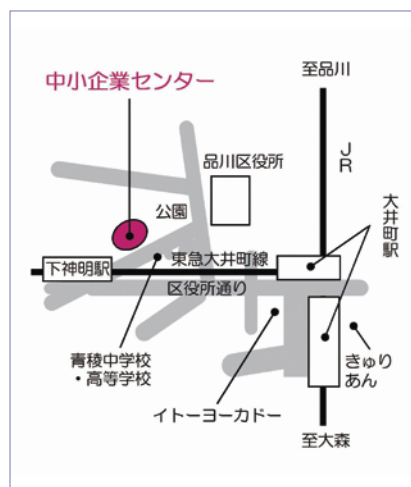 至品川
中小企業センター
JR
品川区役所
大井町駅
公園
東急大井町線
下神明駅
区役所通り
青稜中学校
・高等学校
きゅり
あん
イトーヨーカドー
至大森